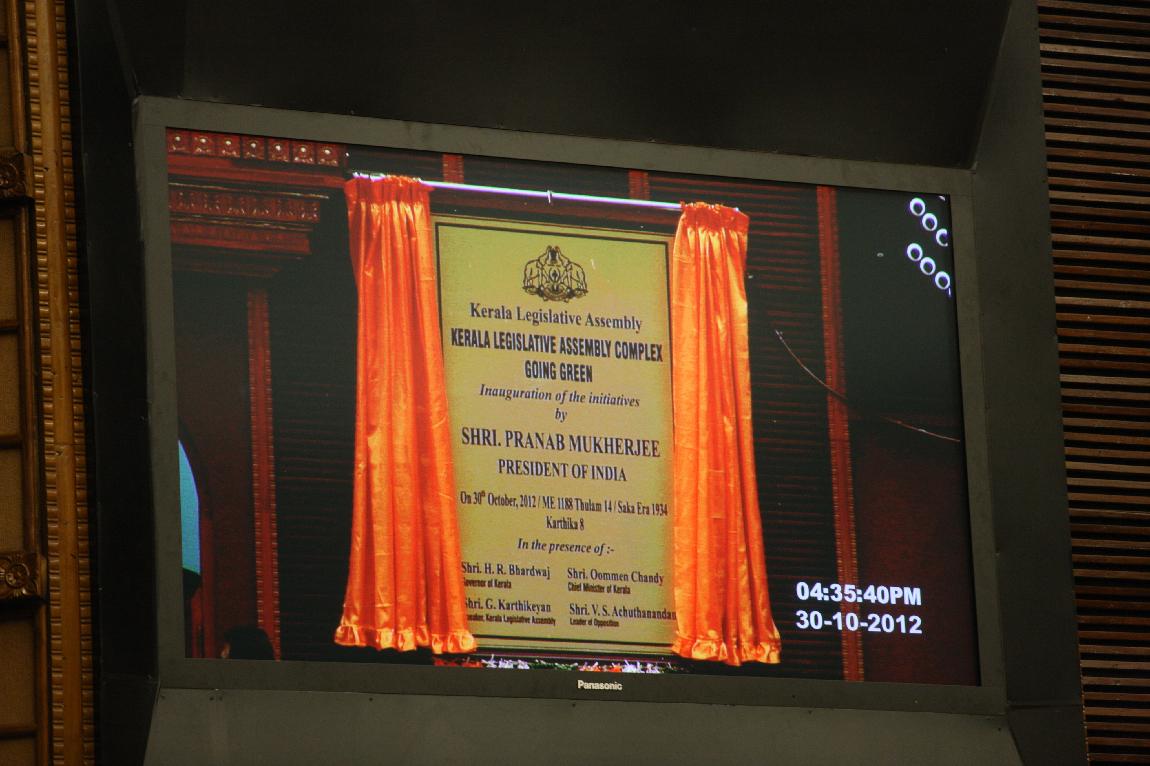 Kerala Legislative Assembly
KERALA LEGISLATIVE ASSEMBLY COMPLEX
GOING GREEN
Inauguration of the initiatives
by
SHRI. PRANAB MUKHERJEE
PRESIDENT OF INDIA
On 30th October, 2012 / ME 1188 Thulam 14 / Saka Era 1934
Karthika 8
In the presence of :-
Shri. H. R. Bhardwaj
Governor of Kerala
Shri. Oommen Chandy
Chief Minister of Kerala
Shri. G. Karthikeyan
Speaker, Kerala Legislative Assembly
Shri. V. S. Achuthanandan
Leader of Opposition
04:35:40PM
30-10-2012
Panasonic